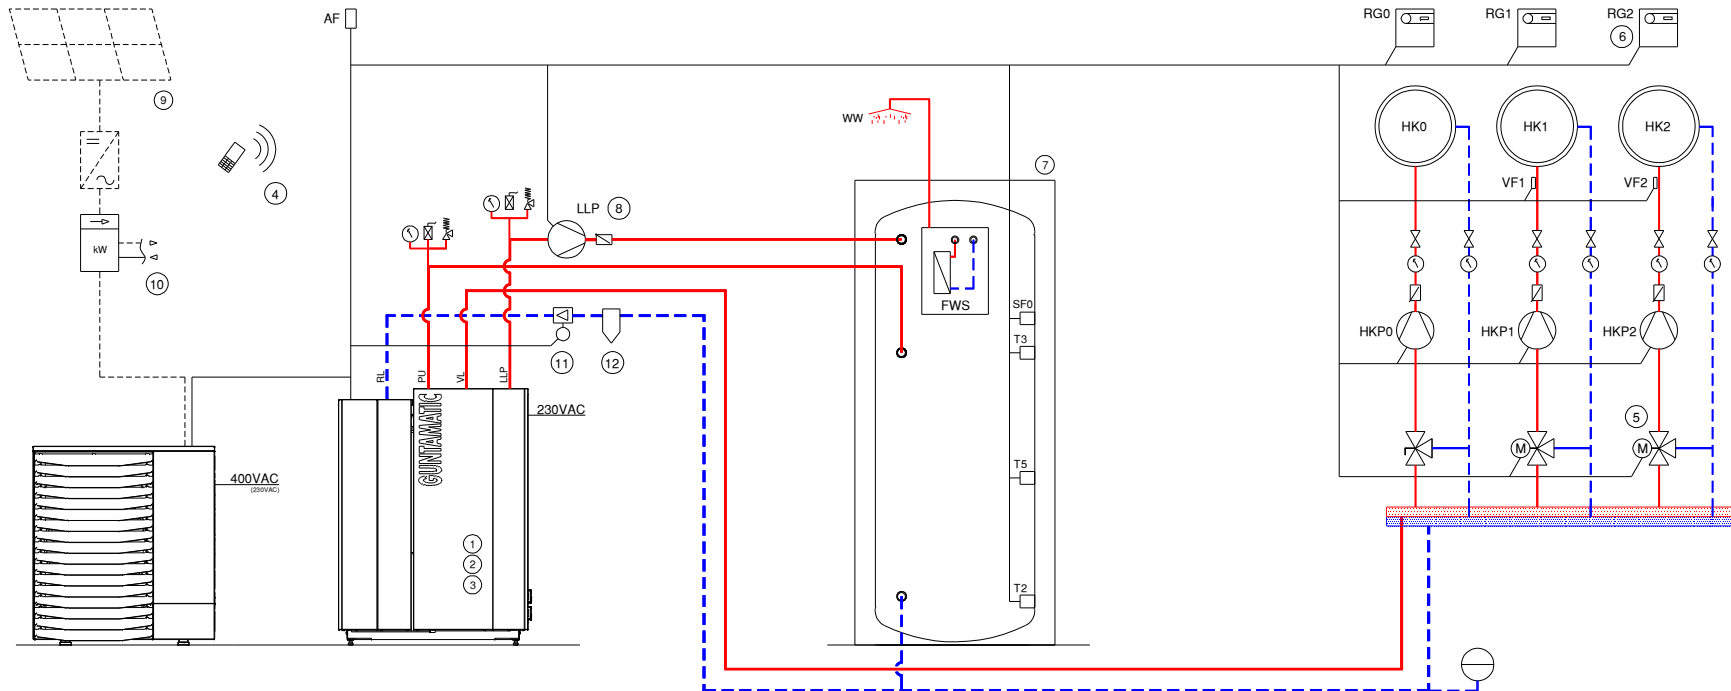 AF
RG0
RG1
RG2
6
9
4
WW
7
HK0
HK1
HK2
VF1
VF2
LLP
8
kW
10
FWS
SF0
T3
HKP0
HKP1
HKP2
11
12
RL
PU
VL
LLP
GUNTAMATIC
230VAC
5
M
M
400VAC
(230VAC)
T5
1
2
3
T2